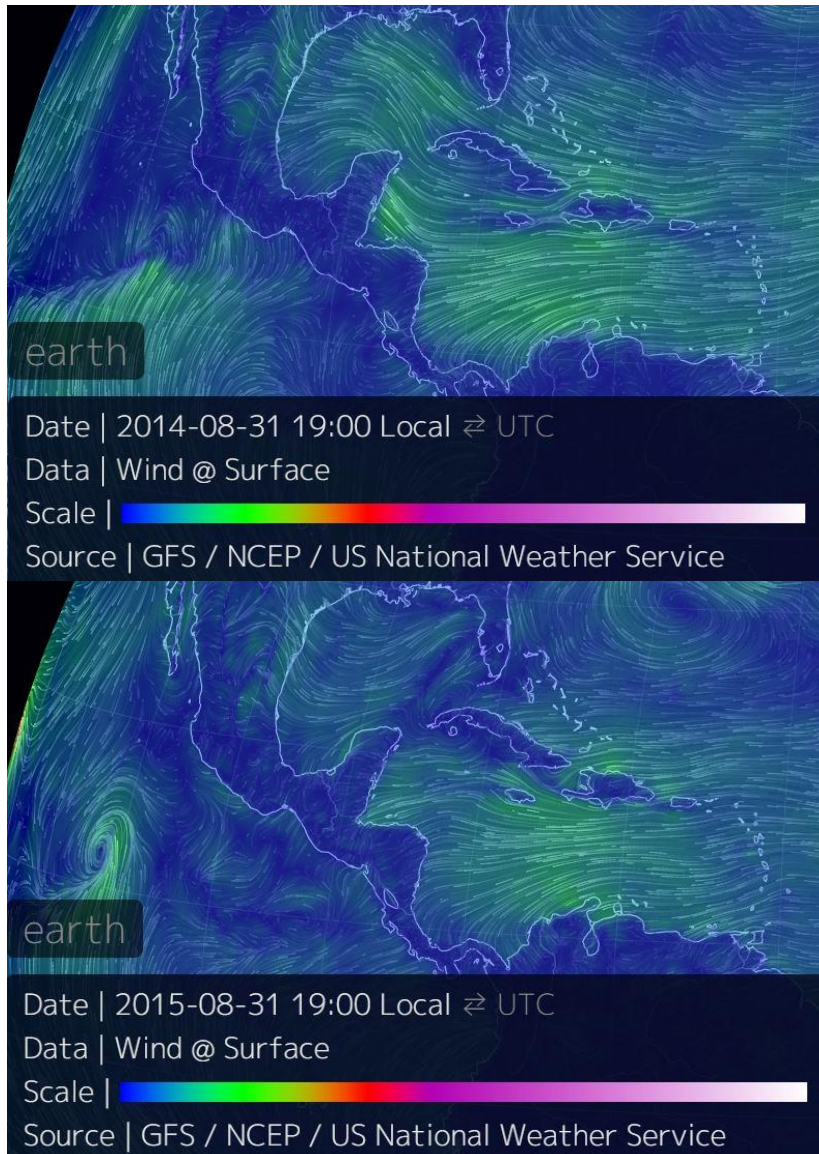 earth
Date | 2014-08-31 19:00 Local ⇄ UTC
Data | Wind @ Surface
Scale |
Source | GFS / NCEP / US National Weather Service
earth
Date | 2015-08-31 19:00 Local ⇄ UTC
Data | Wind @ Surface
Scale |
Source | GFS / NCEP / US National Weather Service